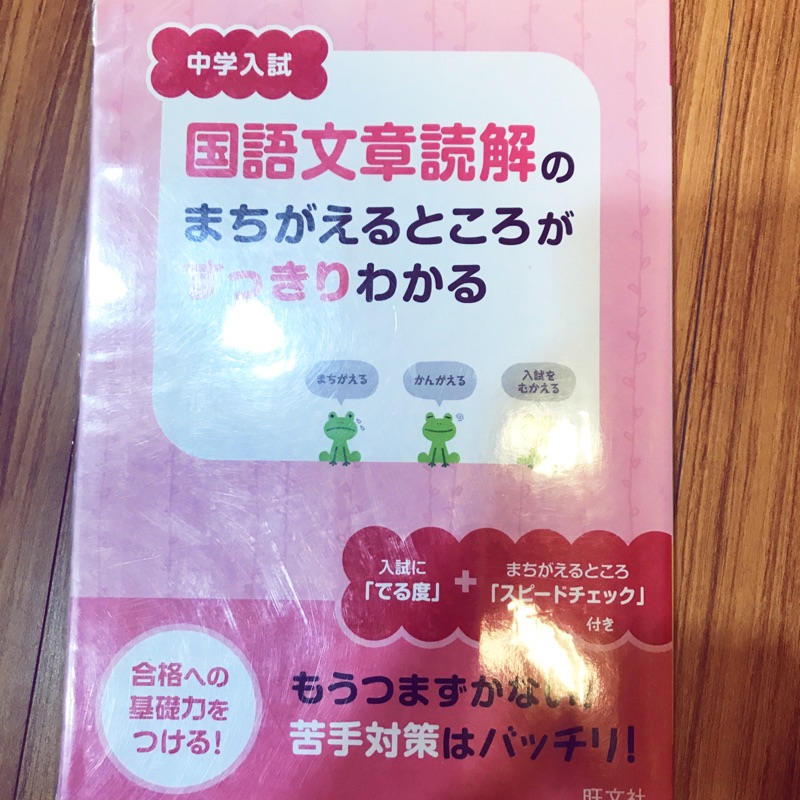 中学入試
国語文章読解の
まちがえるところが
すっきりわかる
まちがえる
かんがえる
入試を
むかえる
入試に
「でる度」
+
まちがえるところ
「スピードチェック」
付き
合格への
基礎力を
つける!
もうつまずかない!
苦手対策はバッチリ!
旺文社